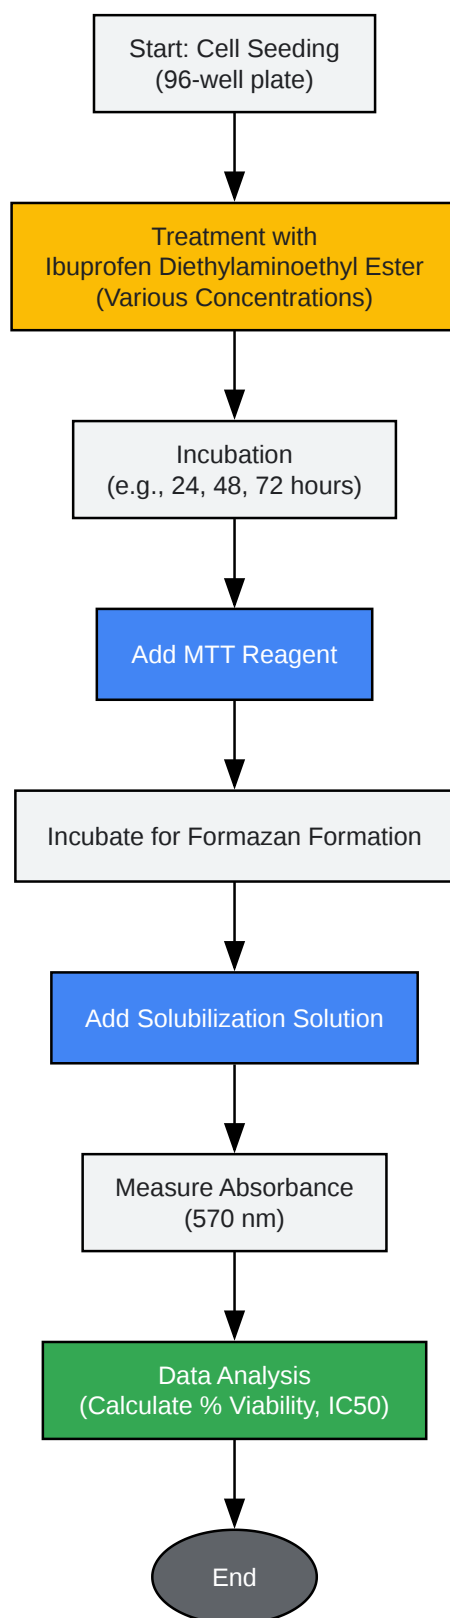 Start: Cell Seeding
(96-well plate)
Treatment with
Ibuprofen Diethylaminoethyl Ester
(Various Concentrations)
Incubation
(e.g., 24, 48, 72 hours)
Add MTT Reagent
Incubate for Formazan Formation
Add Solubilization Solution
Measure Absorbance
(570 nm)
Data Analysis
(Calculate % Viability, IC50)
End